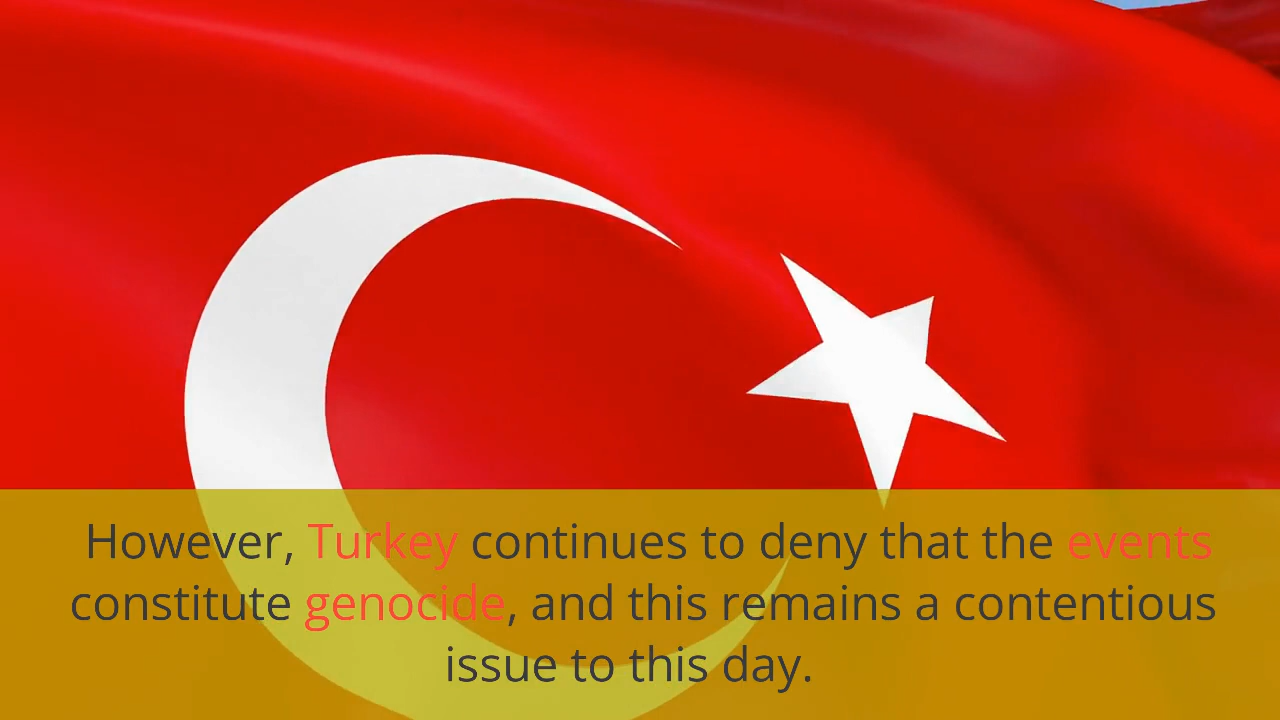 However, Turkey continues to deny that the events
constitute genocide, and this remains a contentious
issue to this day.